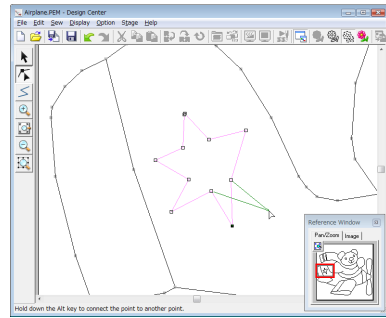 Airplane.PEM - Design Center
File Edit Sew Display Option Stage Help
Reference Window
Pan/Zoom Image
Hold down the Alt key to connect the point to another point.